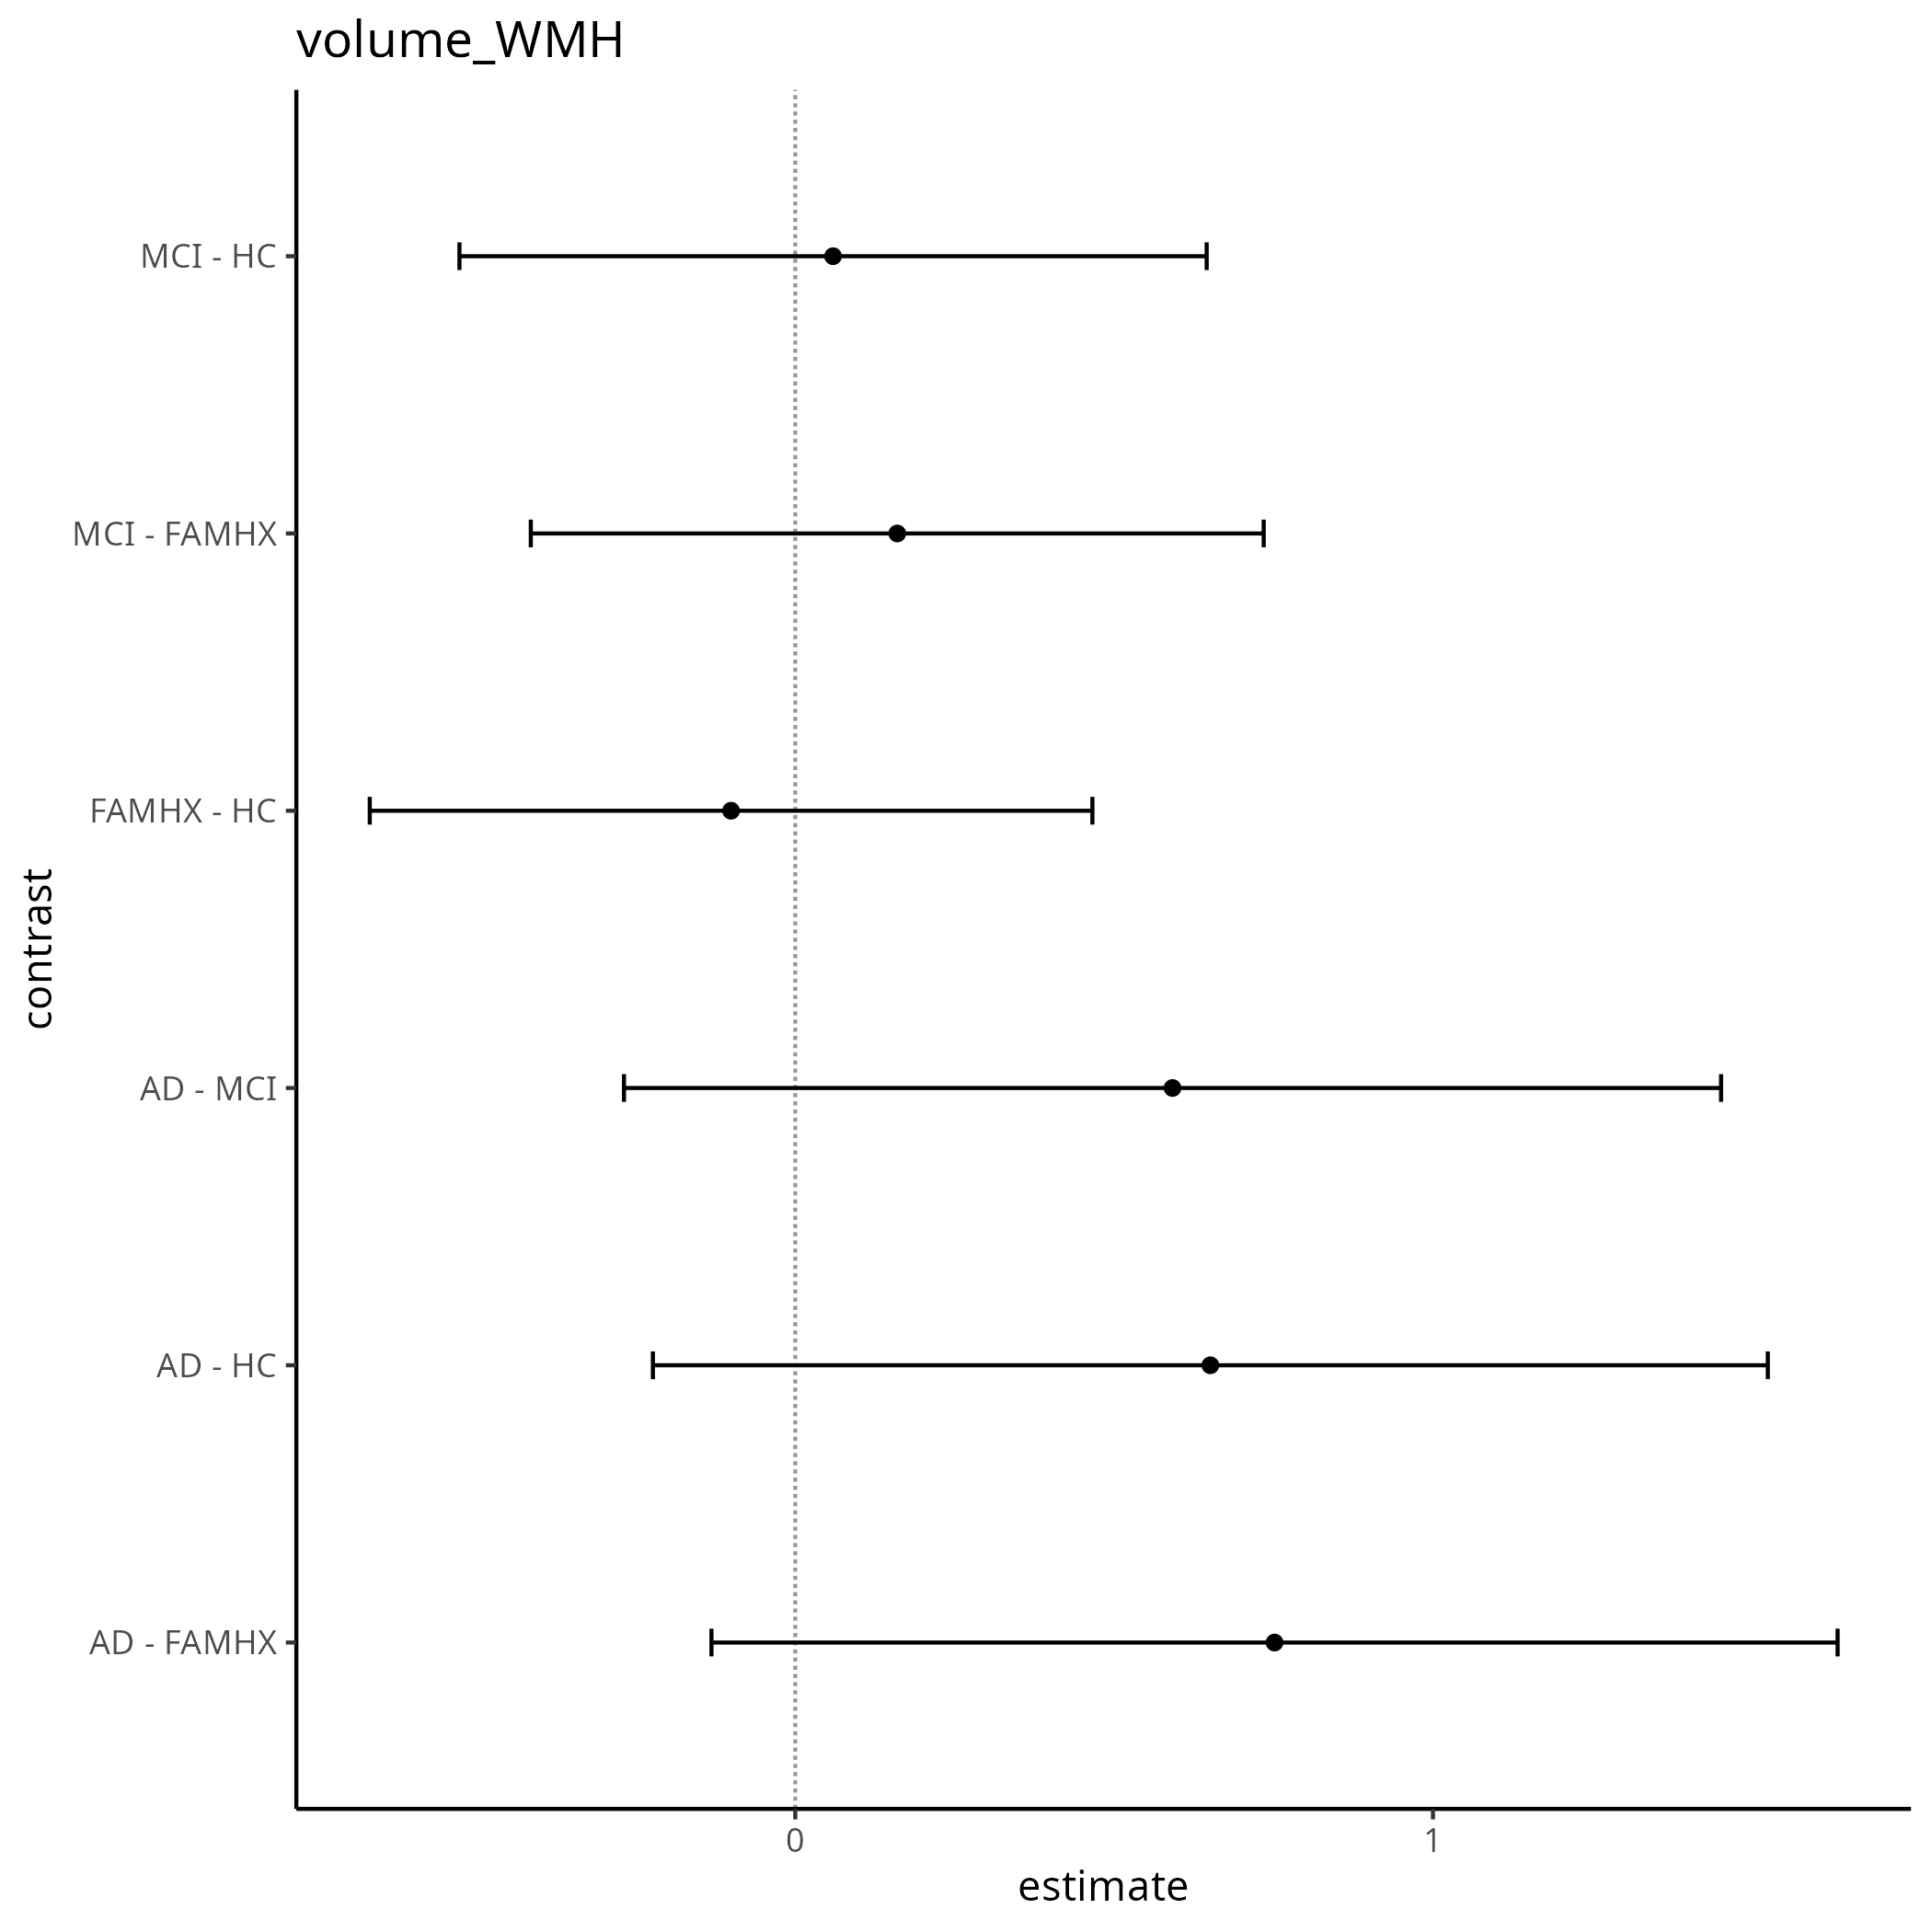 volume_WMH
MCI - HC
MCI - FAMHX
FAMHX - HC
AD - MCI
AD - HC
AD - FAMHX
contrast
0
1
estimate